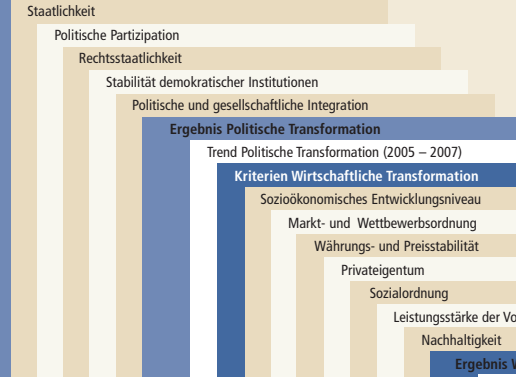 Staatlichkeit
Politische Partizipation
Rechtsstaatlichkeit
Stabilität demokratischer Institutionen
Politische und gesellschaftliche Integration
Ergebnis Politische Transformation
Trend Politische Transformation (2005 – 2007)
Kriterien Wirtschaftliche Transformation
Sozioökonomisches Entwicklungsniveau
Markt- und Wettbewerbsordnung
Währungs- und Preisstabilität
Privateigentum
Sozialordnung
Leistungsstärke der Vo
Nachhaltigkeit
Ergebnis W